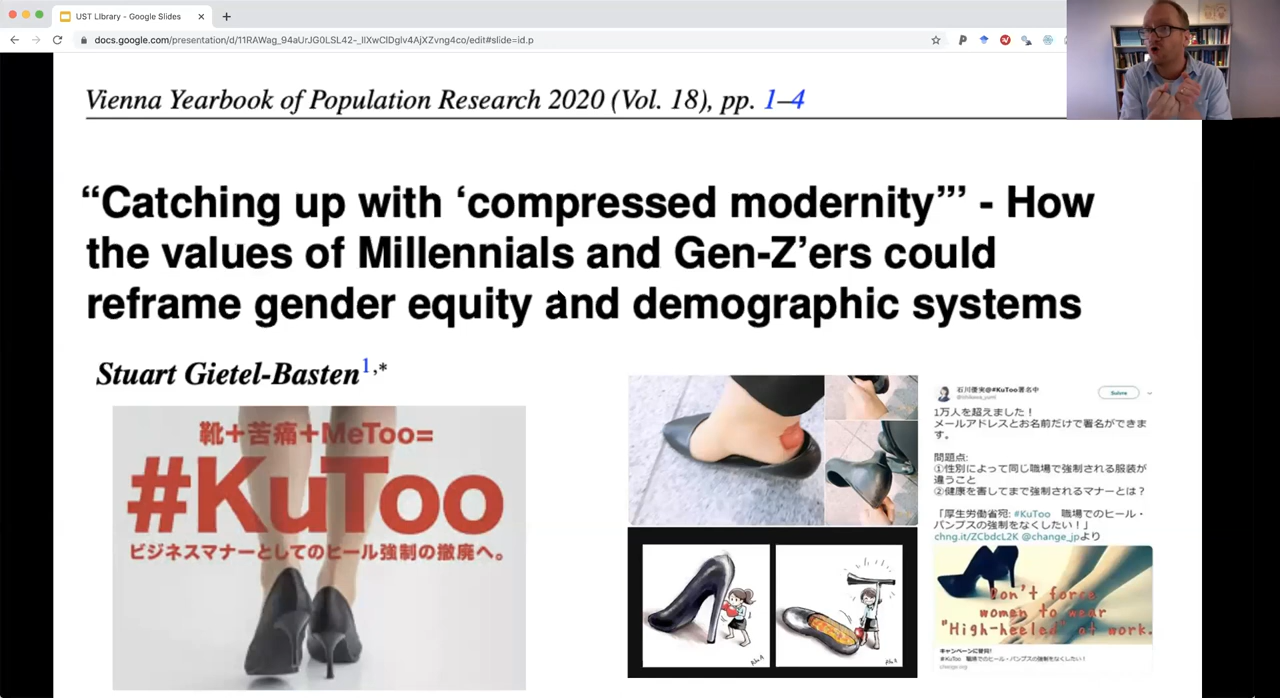 UST LIbrary - Google Slides
docs.google.com/presentation/d/11RAWag_94aUrJG0LSL42-_lIXwClDglv4AjXZvng4co/edit#slide=id.p
Vienna Yearbook of Population Research 2020 (Vol. 18), pp. 1–4
“Catching up with ‘compressed modernity”’ - How
the values of Millennials and Gen-Z’ers could
reframe gender equity and demographic systems
Stuart Gietel-Basten1,*
靴+苦痛+MeToo=
#KuToo
ビジネスマナーとしてのヒール強制の撤廃へ。
石川優実@#KuToo署名中
@ishikawa_yumi
1万人を超えました！
メールアドレスとお名前だけで署名ができま
す。
問題点:
①性別によって同じ職場で強制される服装が
違うこと
②健康を害してまで強制されるマナーとは？
「厚生労働省宛: #KuToo 職場でのヒール・
パンプスの強制をなくしたい！」
chng.it/ZCbdcL2K @change_jpより
Don't force
women to wear
"High-heeled" at work.
キャンペーンに賛同！
#KuToo 職場でのヒール・パンプスの強制をなくしたい！
change.org